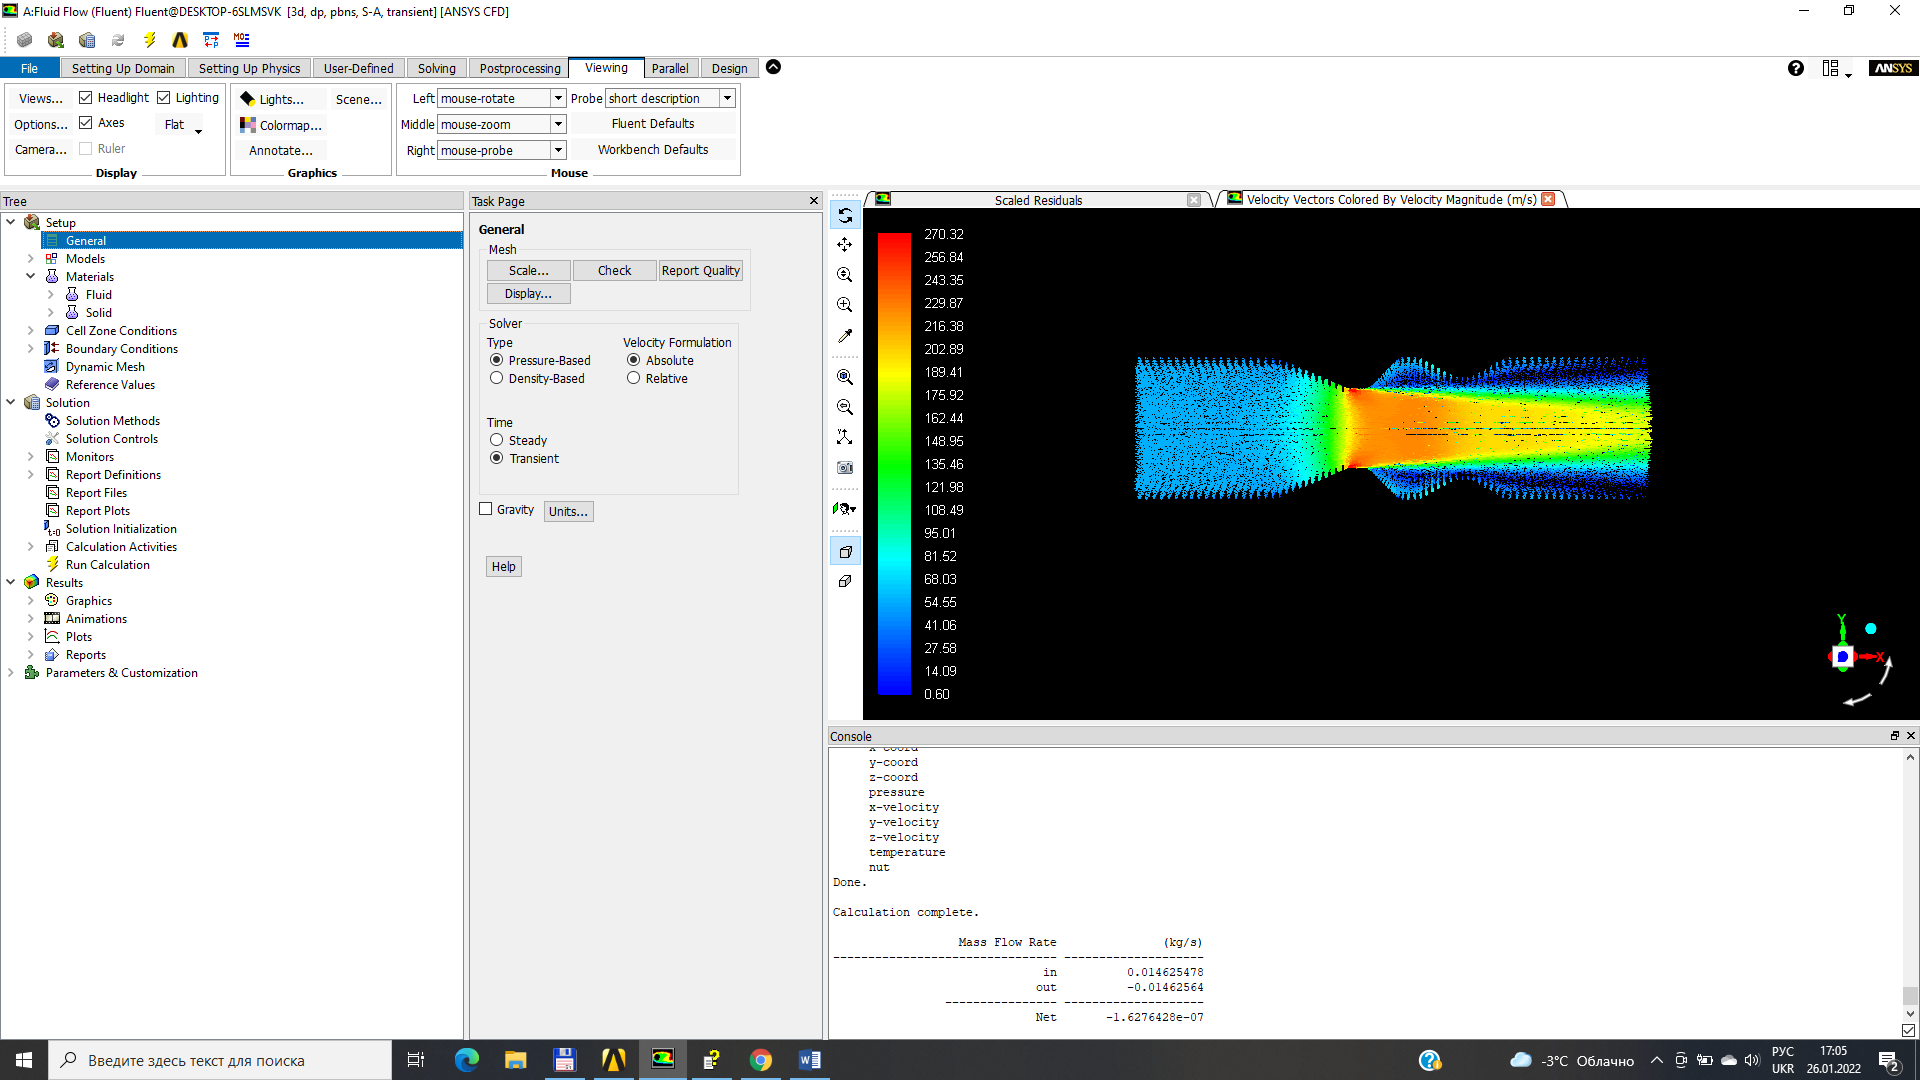 A:Fluid Flow (Fluent) Fluent@DESKTOP-6SLMSVK [3d, dp, pbns, S-A, transient] [ANSYS CFD]
File
Setting Up Domain
Setting Up Physics
User-Defined
Solving
Postprocessing
Viewing
Parallel
Design
ANSYS
Views...
Headlight
Lighting
Options...
Axes
Flat
Camera...
Ruler
Display
Lights...
Scene...
Colormap...
Annotate...
Graphics
Left mouse-rotate
Probe short description
Middle mouse-zoom
Fluent Defaults
Right mouse-probe
Workbench Defaults
Mouse
Tree
Setup
General
Models
Materials
Fluid
Solid
Cell Zone Conditions
Boundary Conditions
Dynamic Mesh
Reference Values
Solution
Solution Methods
Solution Controls
Monitors
Report Definitions
Report Files
Report Plots
Solution Initialization
Calculation Activities
Run Calculation
Results
Graphics
Animations
Plots
Reports
Parameters & Customization
Task Page
General
Mesh
Scale...
Check
Report Quality
Display...
Solver
Type
Velocity Formulation
Pressure-Based
Absolute
Density-Based
Relative
Time
Steady
Transient
Gravity
Units...
Help
Scaled Residuals
Velocity Vectors Colored By Velocity Magnitude (m/s)
270.32
256.84
243.35
229.87
216.38
202.89
189.41
175.92
162.44
148.95
135.46
121.98
108.49
95.01
81.52
68.03
54.55
41.06
27.58
14.09
0.60
Y
X
Console
x-coord
y-coord
z-coord
pressure
x-velocity
y-velocity
z-velocity
temperature
nut
Done.
Calculation complete.
Mass Flow Rate (kg/s)
-------------------------------- --------------------
in 0.014625478
out -0.01462564
---------------- --------------------
Net -1.6276428e-07
Введите здесь текст для поиска
-3°C Облачно
РУС
UKR
17:05
26.01.2022
2